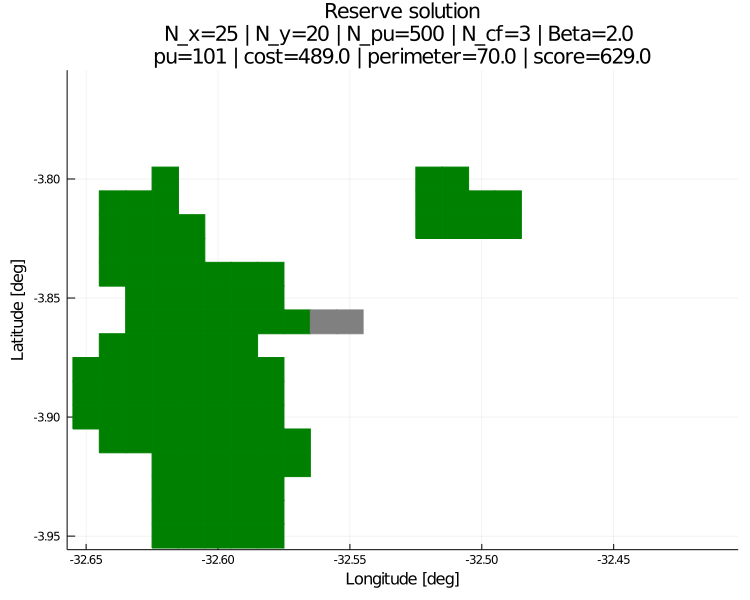 Reserve solution
N_x=25 | N_y=20 | N_pu=500 | N_cf=3 | Beta=2.0
pu=101 | cost=489.0 | perimeter=70.0 | score=629.0
-3.80
-3.85
-3.90
-3.95
Latitude [deg]
-32.65 -32.60 -32.55 -32.50 -32.45
Longitude [deg]